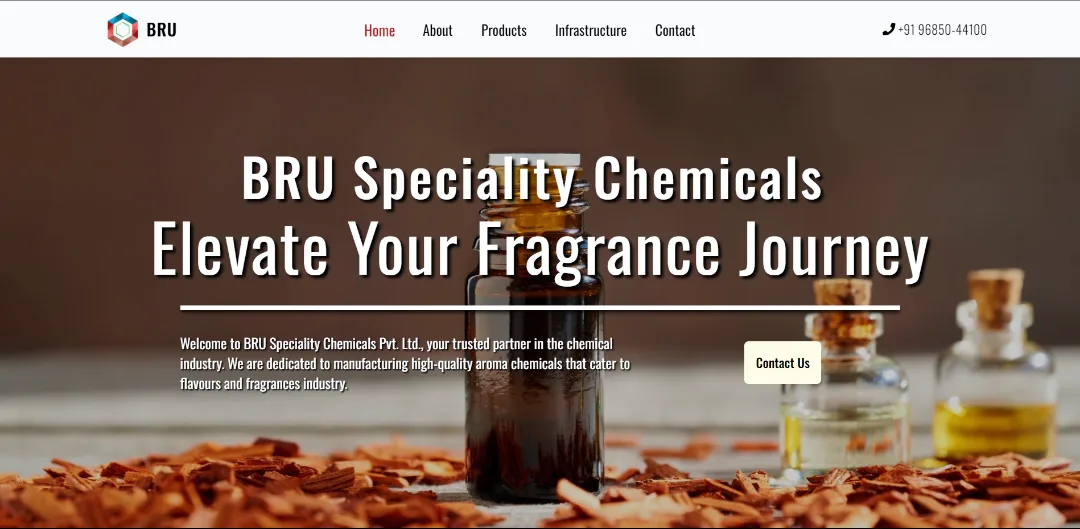 BRU
Home About Products Infrastructure Contact
+91 96850-44100
BRU Speciality Chemicals
Elevate Your Fragrance Journey
Welcome to BRU Speciality Chemicals Pvt. Ltd., your trusted partner in the chemical
industry. We are dedicated to manufacturing high-quality aroma chemicals that cater to
flavours and fragrances industry.
Contact Us